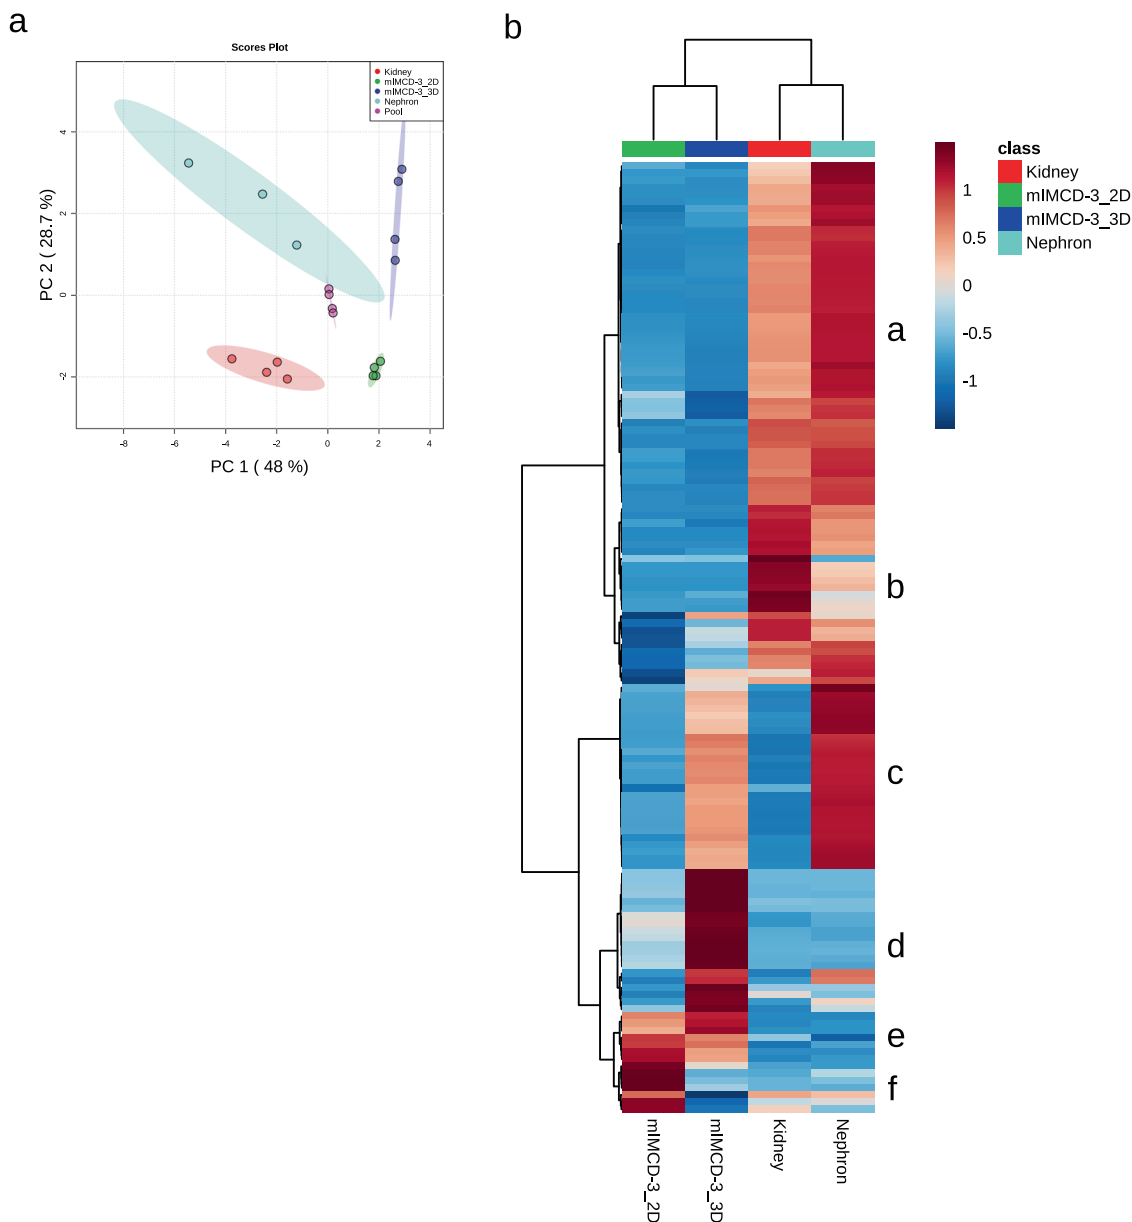 a
Scores Plot
Kidney
mIMCD-3_2D
mIMCD-3_3D
Nephron
Pool
PC 2 ( 28.7 %)
4
2
0
-2
-8
-6
-4
-2
0
2
4
PC 1 ( 48 %)
b
class
Kidney
mIMCD-3_2D
mIMCD-3_3D
Nephron
1
0.5
0
-0.5
-1
a
b
c
d
e
f
mIMCD-3_2D
mIMCD-3_3D
Kidney
Nephron